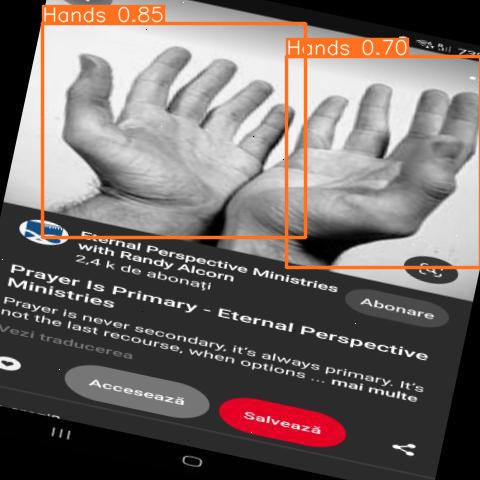 Hands 0.85
Hands 0.70
Eternal Perspective Ministries
with Randy Alcorn
2,4 k de abonați
Abonare
Prayer Is Primary - Eternal Perspective
Ministries
Prayer is never secondary, it's always primary. It's
not the last recourse, when options ... mai multe
Vezi traducerea
Accesează
Salvează